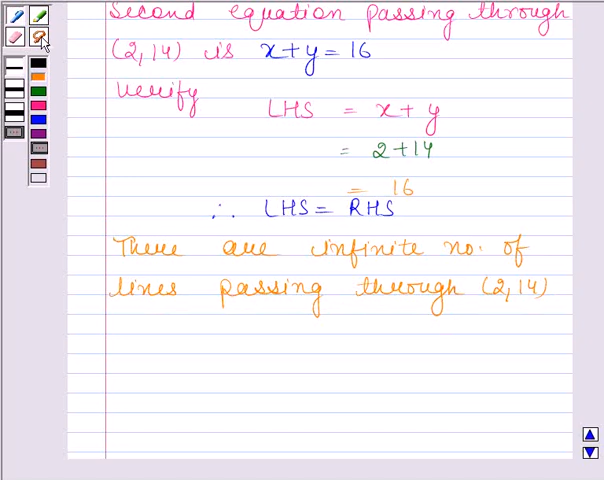 Second equation passing through
(2,14) is x+y=16
Verify
LHS = x+y
= 2+14
= 16
∴ LHS = RHS
There are infinite no. of
lines passing through (2,14)